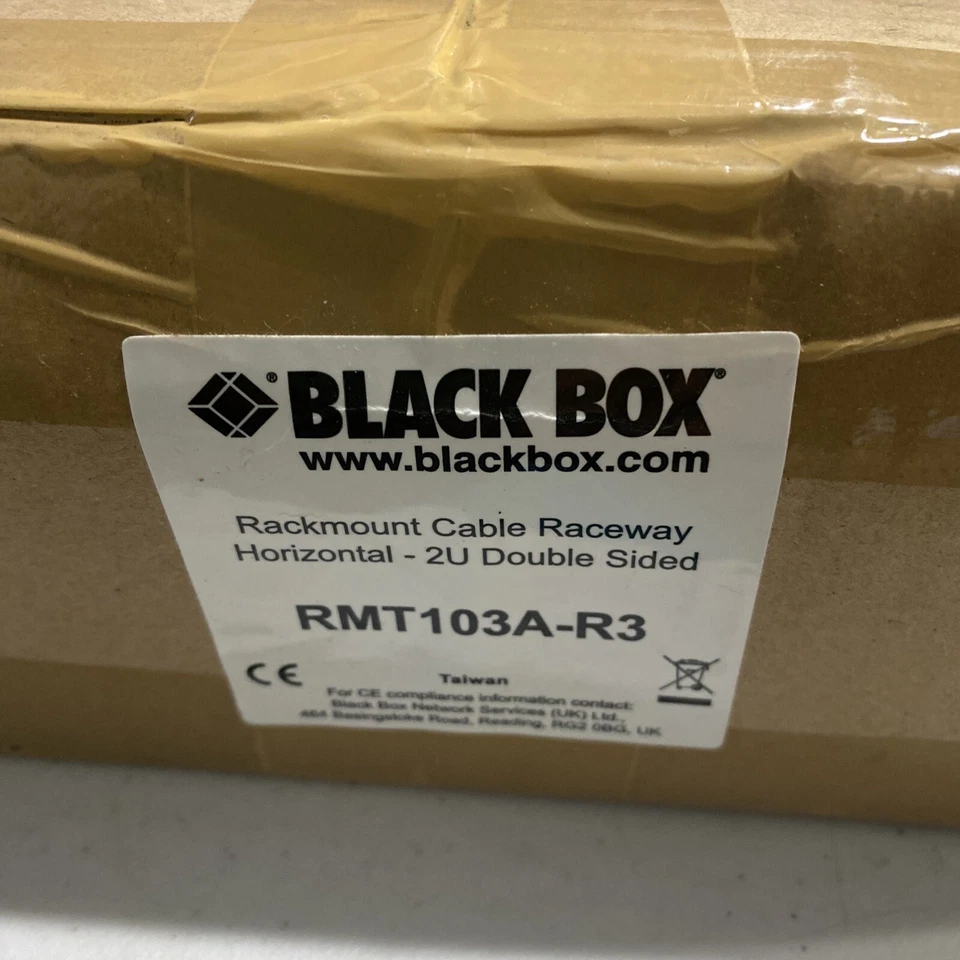 ® BLACK BOX®
www.blackbox.com
Rackmount Cable Raceway
Horizontal - 2U Double Sided
RMT103A-R3
CE
Taiwan
For CE compliance information contact:
Black Box Network Services (UK) Ltd.,
464 Basingstoke Road, Reading, RG2 0BG, UK